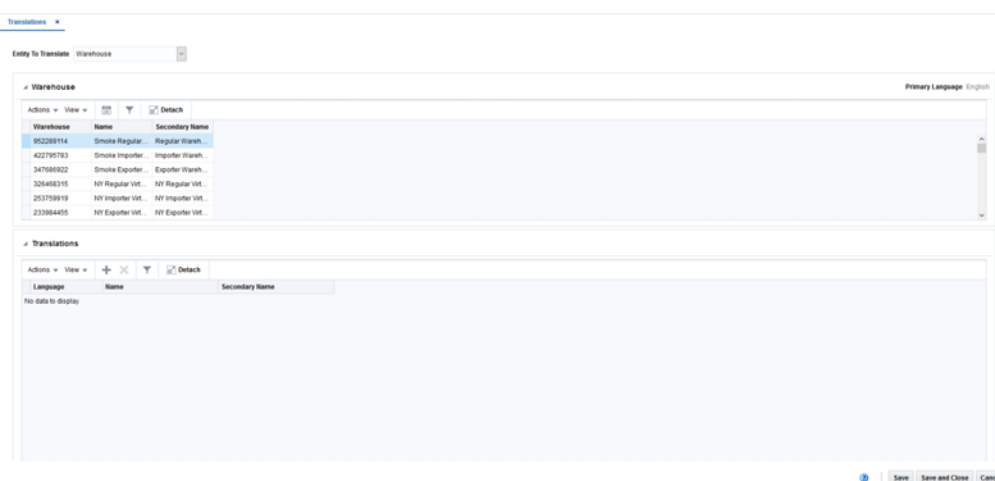 Translations ×
Entity To Translate Warehouse
Warehouse Primary Language English
Actions View Detach
Warehouse Name Secondary Name
952289114 Smoke Regular... Regular Wareh...
422795783 Smoke Importer... Importer Wareh...
347686922 Smoke Exporter... Exporter Wareh...
326468315 NY Regular Virt... NY Regular Virt...
253759919 NY Importer Virt... NY Importer Virt...
233984455 NY Exporter Virt... NY Exporter Virt...
Translations
Actions View Detach
Language Name Secondary Name
No data to display.
Save Save and Close Canc